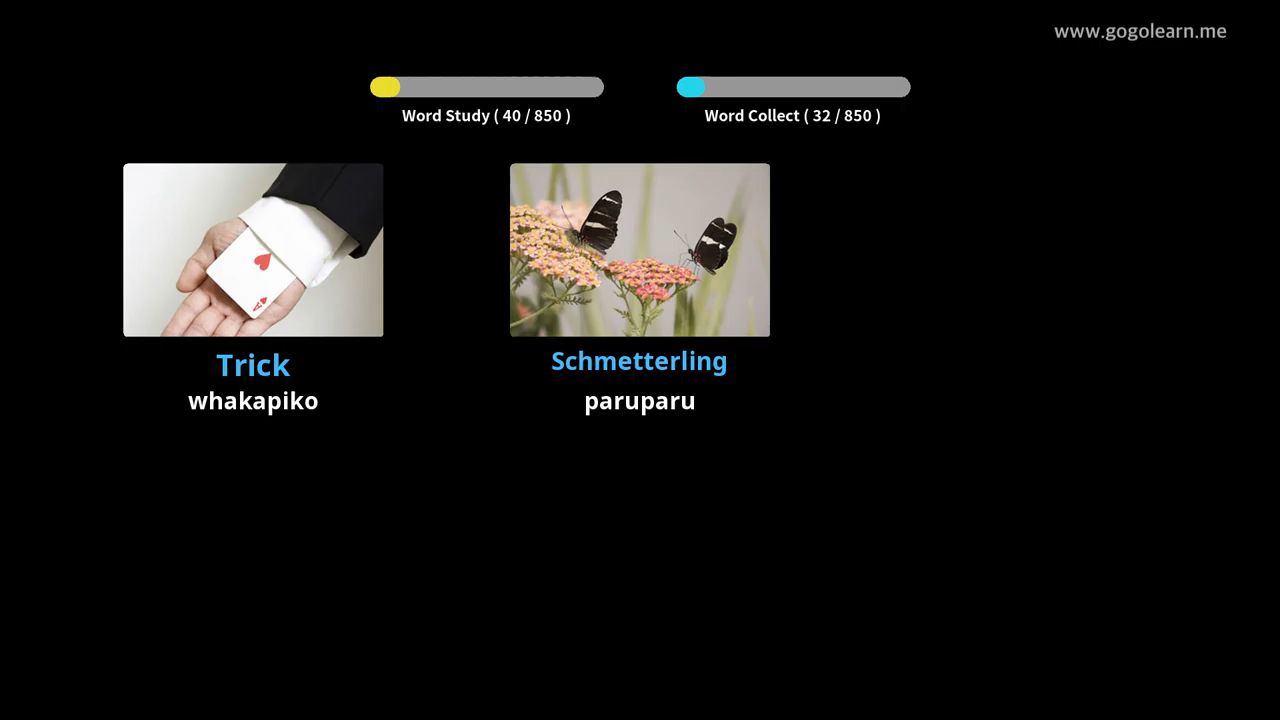 www.gogolearn.me
Word Study ( 40 / 850 )
Word Collect ( 32 / 850 )
Trick
whakapiko
Schmetterling
paruparu